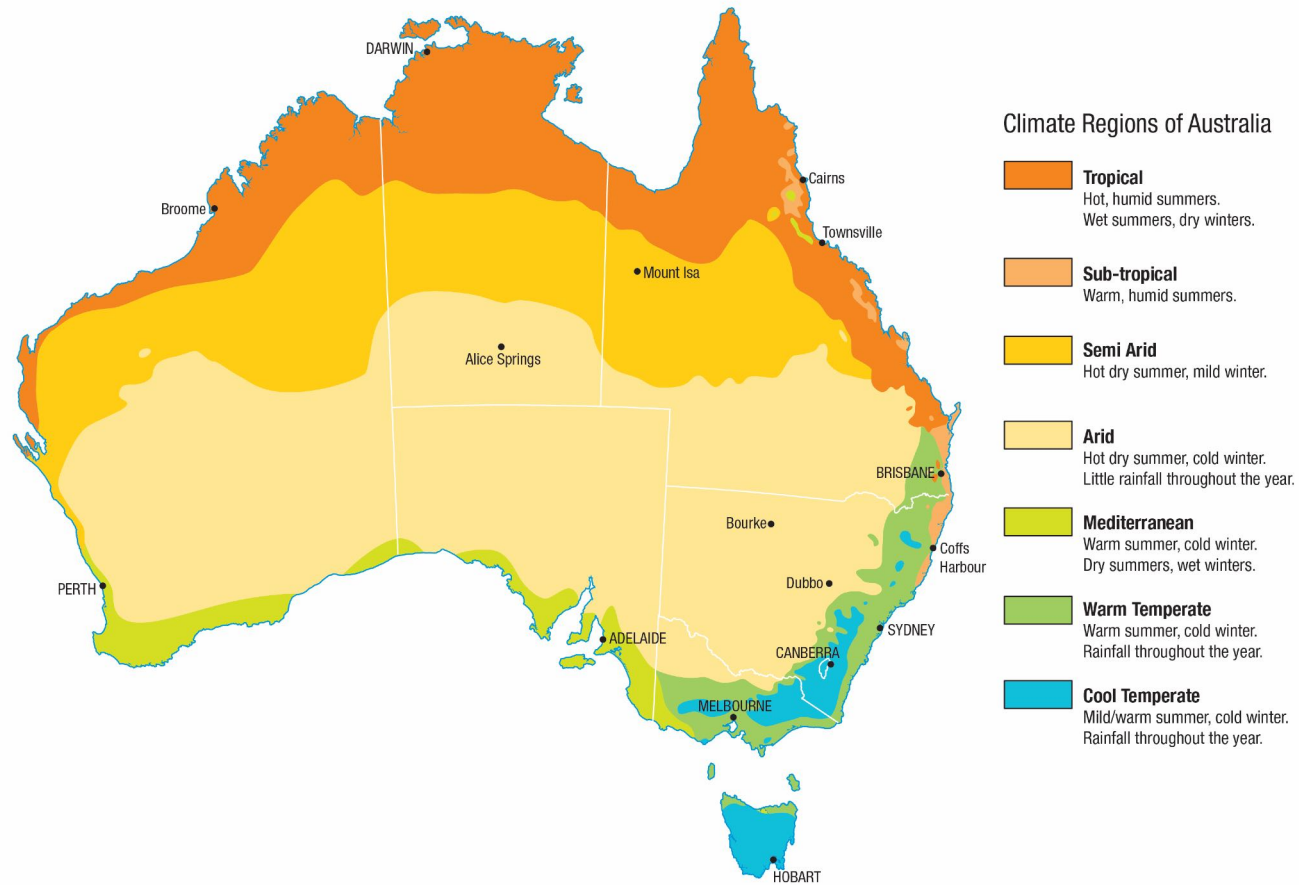 DARWIN
Broome
Cairns
Townsville
Mount Isa
Alice Springs
BRISBANE
Bourke
Coffs
Harbour
Dubbo
PERTH
SYDNEY
ADELAIDE
CANBERRA
MELBOURNE
HOBART
Climate Regions of Australia
Tropical
Hot, humid summers.
Wet summers, dry winters.
Sub-tropical
Warm, humid summers.
Semi Arid
Hot dry summer, mild winter.
Arid
Hot dry summer, cold winter.
Little rainfall throughout the year.
Mediterranean
Warm summer, cold winter.
Dry summers, wet winters.
Warm Temperate
Warm summer, cold winter.
Rainfall throughout the year.
Cool Temperate
Mild/warm summer, cold winter.
Rainfall throughout the year.